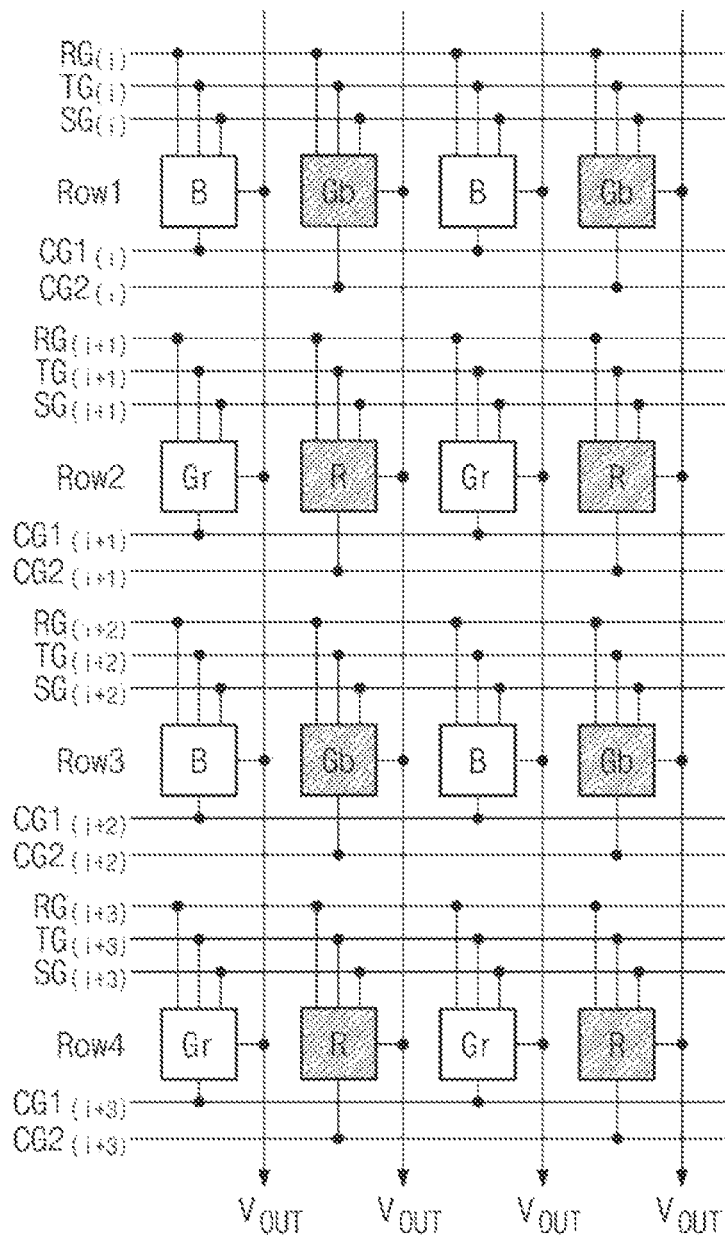 RG(i)
TG(i)
SG(i)
Row1 B Gb B Gb
CG1(i)
CG2(i)
RG(i+1)
TG(i+1)
SG(i+1)
Row2 Gr R Gr R
CG1(i+1)
CG2(i+1)
RG(i+2)
TG(i+2)
SG(i+2)
Row3 B Gb B Gb
CG1(i+2)
CG2(i+2)
RG(i+3)
TG(i+3)
SG(i+3)
Row4 Gr R Gr R
CG1(i+3)
CG2(i+3)
VOUT VOUT VOUT VOUT